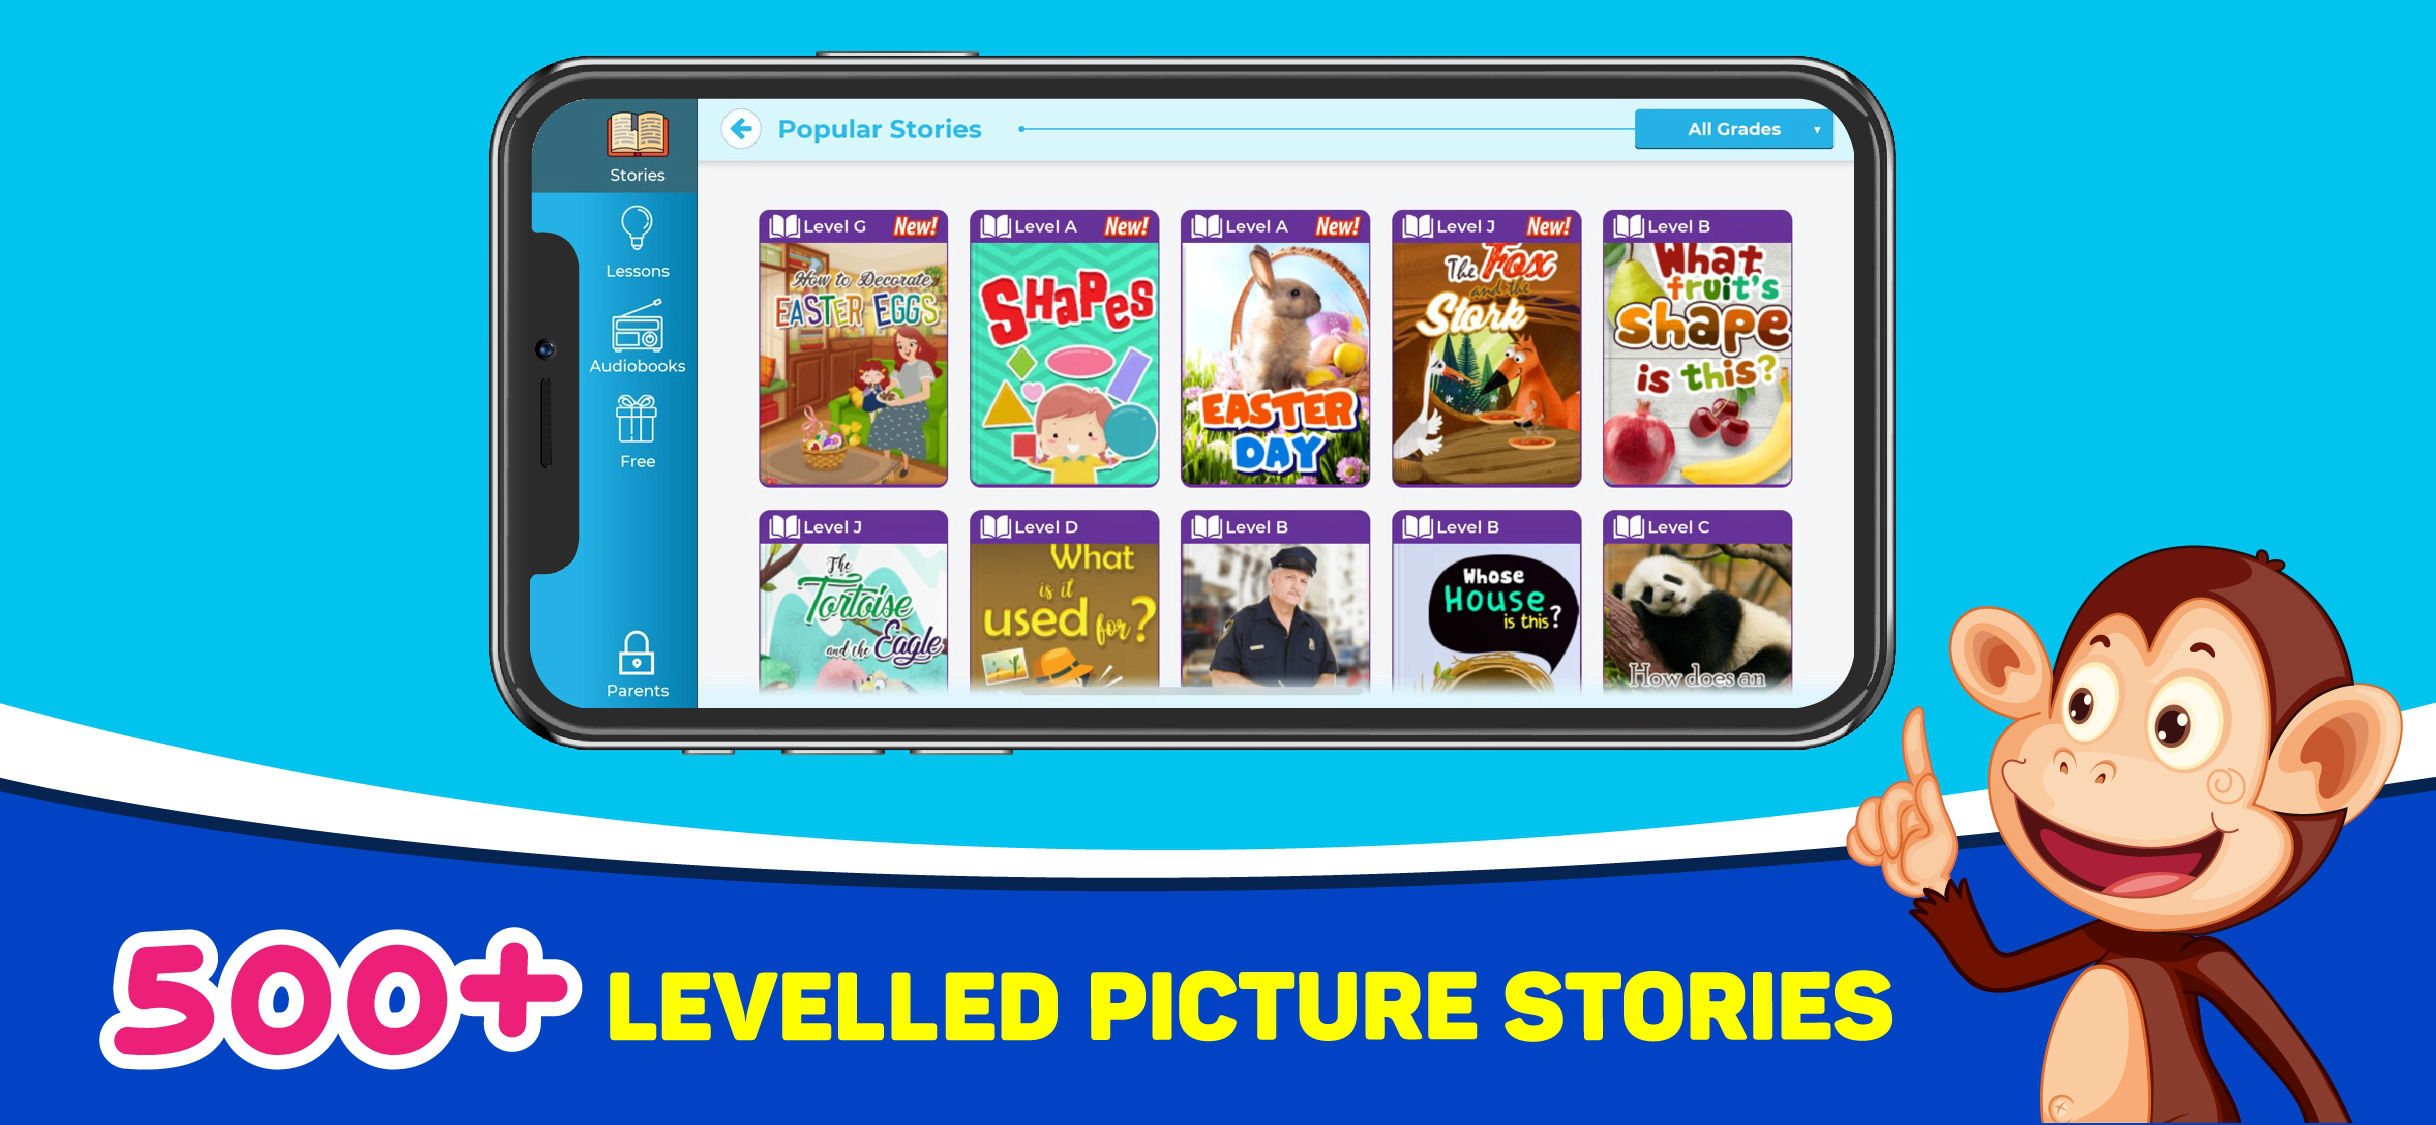 Stories
Lessons
Audiobooks
Free
Parents
Popular Stories
All Grades
Level G New!
How to Decorate
EASTER EGGS
Level A New!
SHaPes
Level A New!
EASTER
DAY
Level J New!
The Fox
and the
Stork
Level B
What
fruit's
shape
is this?
Level J
The
Tortoise
and the Eagle
Level D
What
is it
used for?
Level B
Level B
Whose
House
is this?
Level C
How does an
500+ LEVELLED PICTURE STORIES